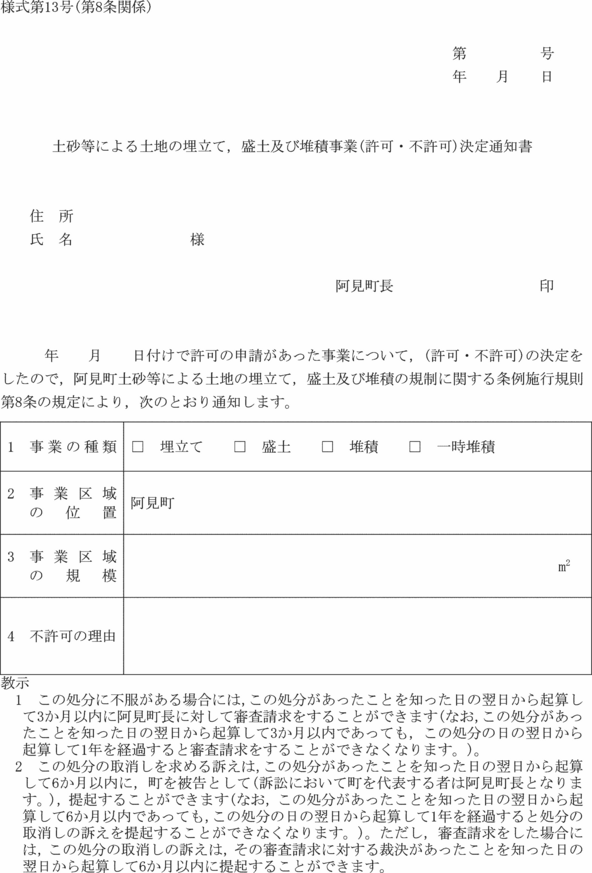 様式第13号(第8条関係)
第　　　　　号
年　　月　　日
土砂等による土地の埋立て，盛土及び堆積事業(許可・不許可)決定通知書
住　所
氏　名　　　　　　　　様
阿見町長　　　　　　　　　　印
年　　月　　日付けで許可の申請があった事業について，(許可・不許可)の決定を
したので，阿見町土砂等による土地の埋立て，盛土及び堆積の規制に関する条例施行規則
第8条の規定により，次のとおり通知します。
1　事業の種類　□　埋立て　　□　盛土　　□　堆積　　□　一時堆積
2　事業区域
の位置　阿見町
3　事業区域
の規模　m²
4　不許可の理由
教示
1　この処分に不服がある場合には，この処分があったことを知った日の翌日から起算し
て3か月以内に阿見町長に対して審査請求をすることができます(なお，この処分があっ
たことを知った日の翌日から起算して3か月以内であっても，この処分の日の翌日から
起算して1年を経過すると審査請求をすることができなくなります。)。
2　この処分の取消しを求める訴えは，この処分があったことを知った日の翌日から起算
して6か月以内に，町を被告として(訴訟において町を代表する者は阿見町長となりま
す。)，提起することができます(なお，この処分があったことを知った日の翌日から起
算して6か月以内であっても，この処分の日の翌日から起算して1年を経過すると処分の
取消しの訴えを提起することができなくなります。)。ただし，審査請求をした場合に
は，この処分の取消しの訴えは，その審査請求に対する裁決があったことを知った日の
翌日から起算して6か月以内に提起することができます。